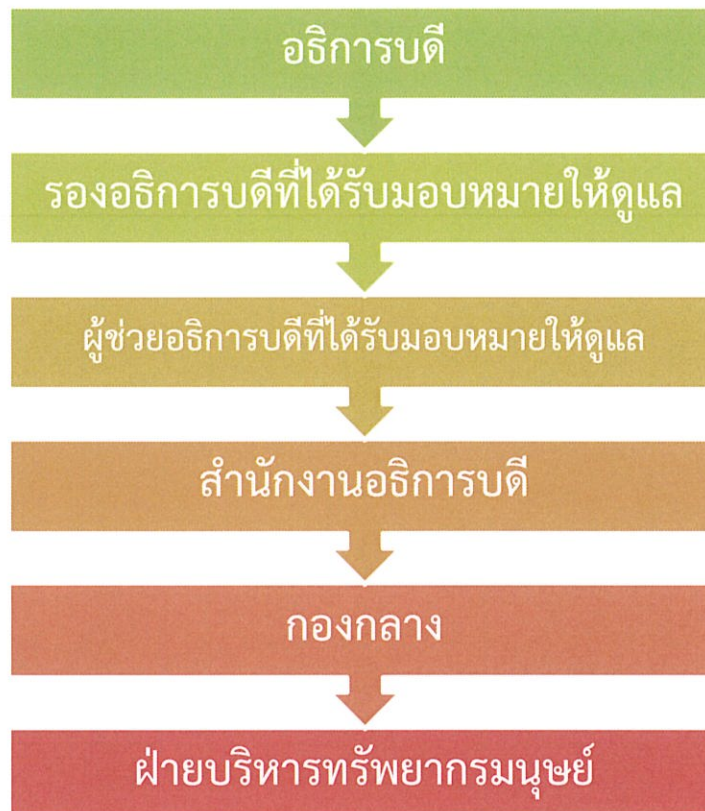 อธิการบดี
รองอธิการบดีที่ได้รับมอบหมายให้ดูแล
ผู้ช่วยอธิการบดีที่ได้รับมอบหมายให้ดูแล
สำนักงานอธิการบดี
กองกลาง
ฝ่ายบริหารทรัพยากรมนุษย์